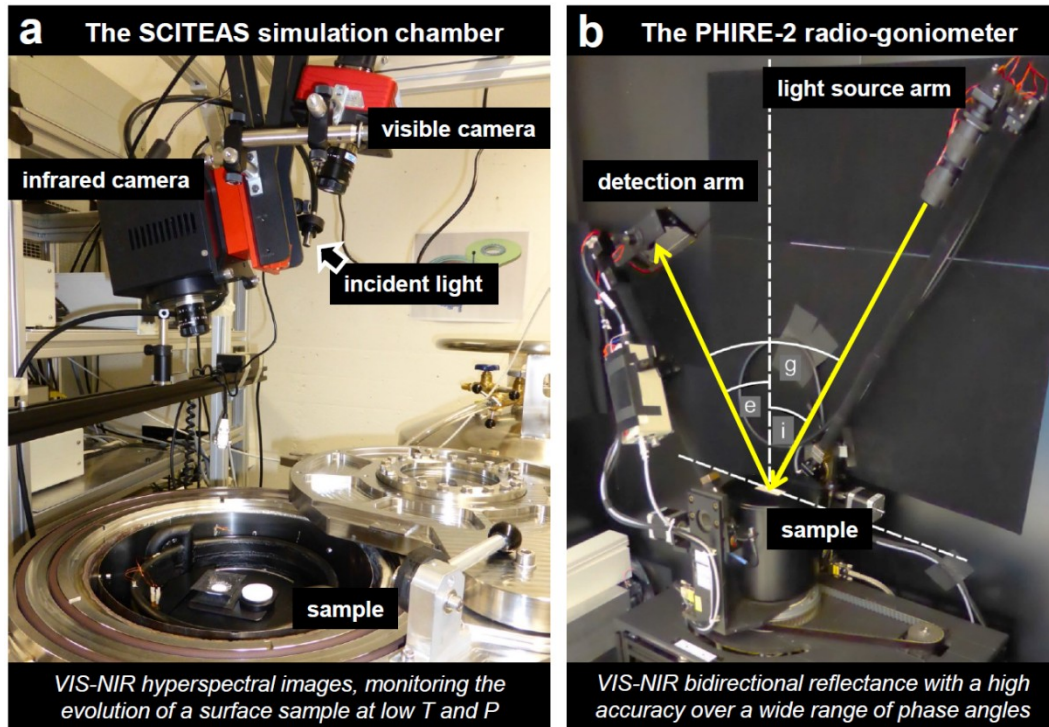 a The SCITEAS simulation chamber
visible camera
infrared camera
incident light
sample
VIS-NIR hyperspectral images, monitoring the
evolution of a surface sample at low T and P
b The PHIRE-2 radio-goniometer
light source arm
detection arm
g
e
i
sample
VIS-NIR bidirectional reflectance with a high
accuracy over a wide range of phase angles